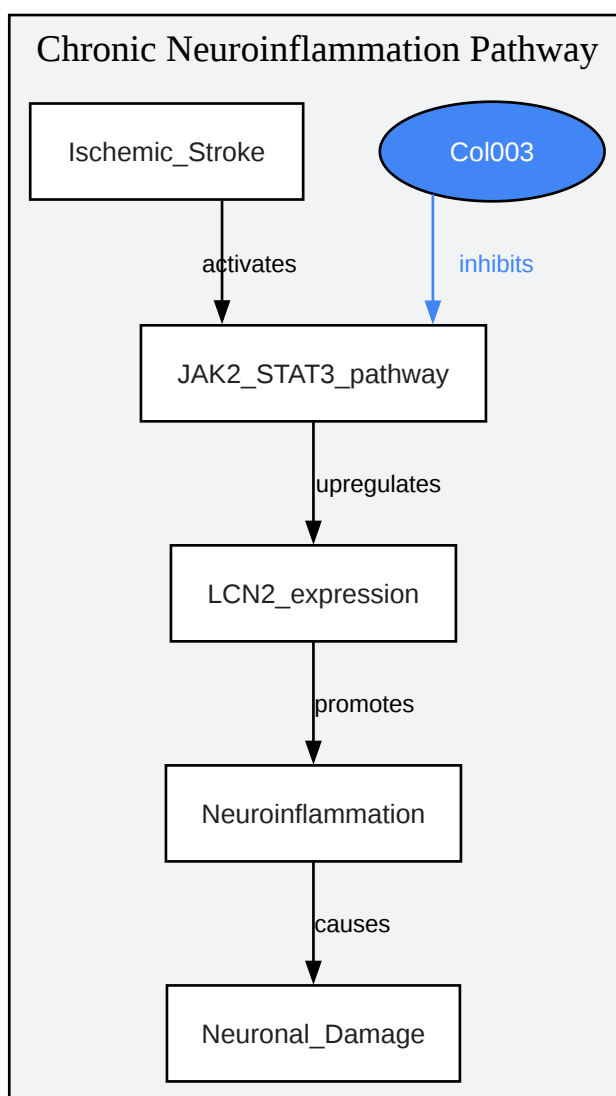 Chronic Neuroinflammation Pathway
Ischemic_Stroke
Col003
activates
inhibits
JAK2_STAT3_pathway
upregulates
LCN2_expression
promotes
Neuroinflammation
causes
Neuronal_Damage